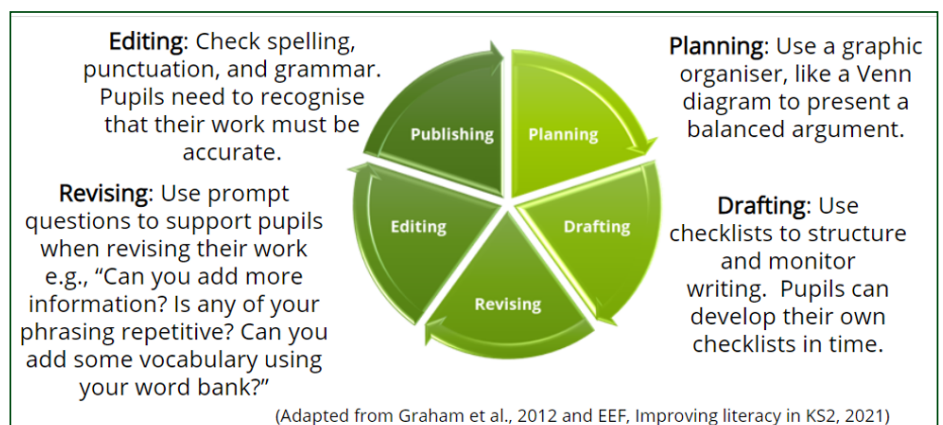 Editing: Check spelling,
punctuation, and grammar.
Pupils need to recognise
that their work must be
accurate.
Revising: Use prompt
questions to support pupils
when revising their work
e.g., “Can you add more
information? Is any of your
phrasing repetitive? Can you
add some vocabulary using
your word bank?”
Publishing
Planning
Editing
Drafting
Revising
Planning: Use a graphic
organiser, like a Venn
diagram to present a
balanced argument.
Drafting: Use
checklists to structure
and monitor
writing.  Pupils can
develop their own
checklists in time.
(Adapted from Graham et al., 2012 and EEF, Improving literacy in KS2, 2021)